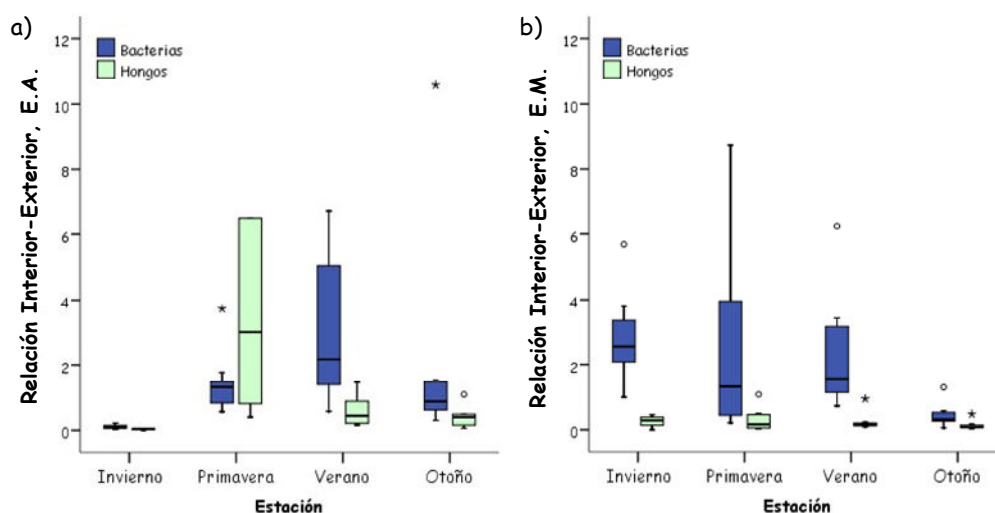 a)
Relación Interior-Exterior, E.A.
12
10
8
6
4
2
0
Bacterias
Hongos
Invierno
Primavera
Verano
Otoño
Estación
b)
Relación Interior-Exterior, E.M.
12
10
8
6
4
2
0
Bacterias
Hongos
Invierno
Primavera
Verano
Otoño
Estación